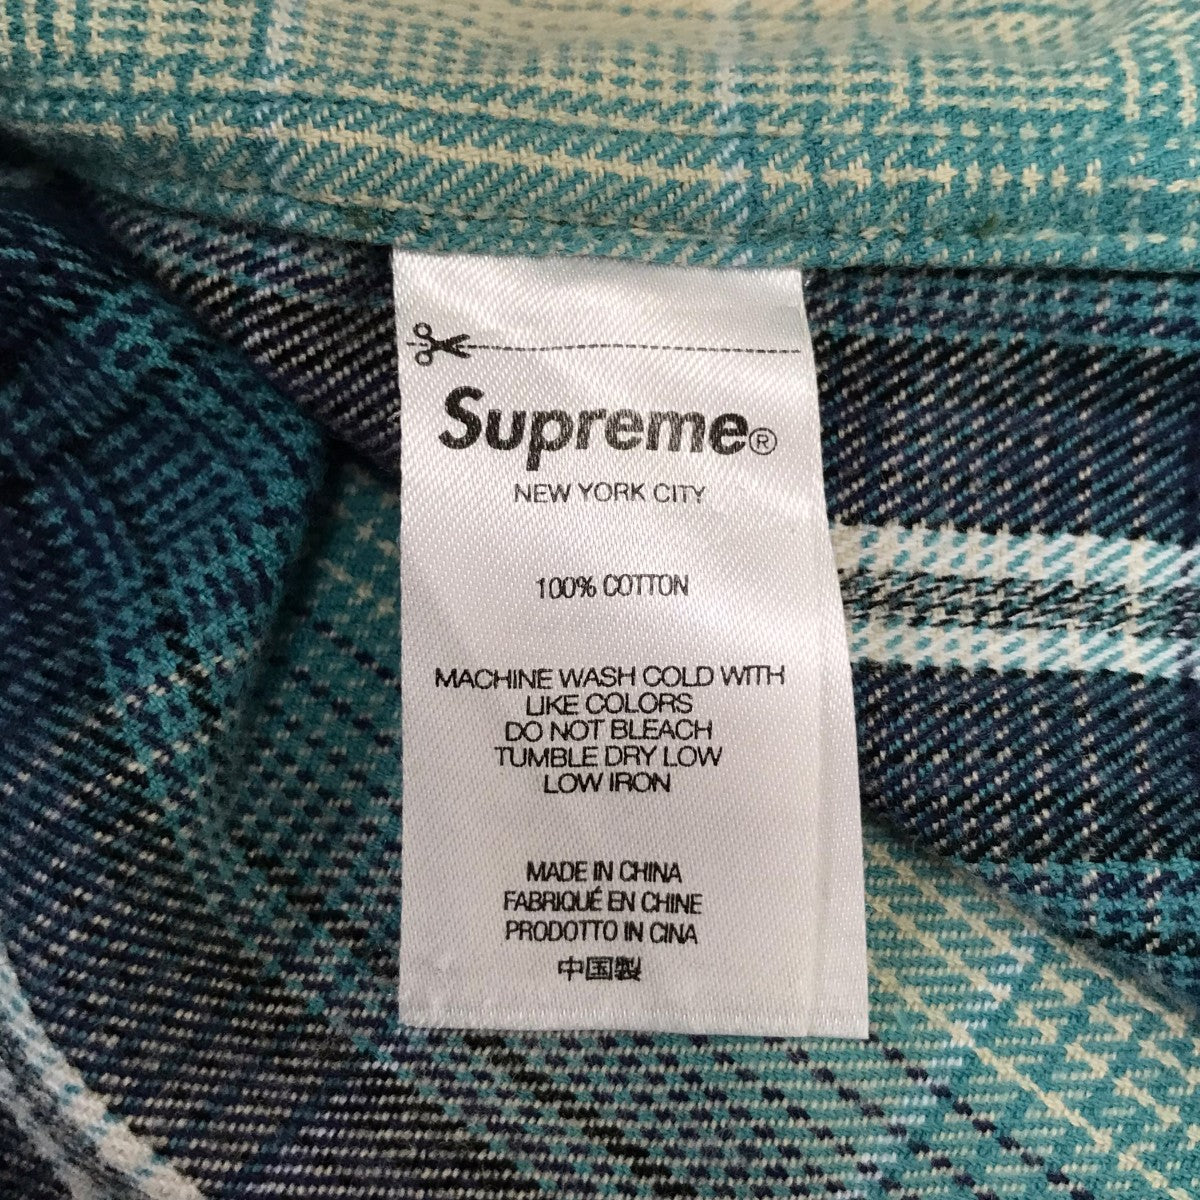 Supreme®
NEW YORK CITY
100% COTTON
MACHINE WASH COLD WITH
LIKE COLORS
DO NOT BLEACH
TUMBLE DRY LOW
LOW IRON
MADE IN CHINA
FABRIQUÉ EN CHINE
PRODOTTO IN CINA
中国製